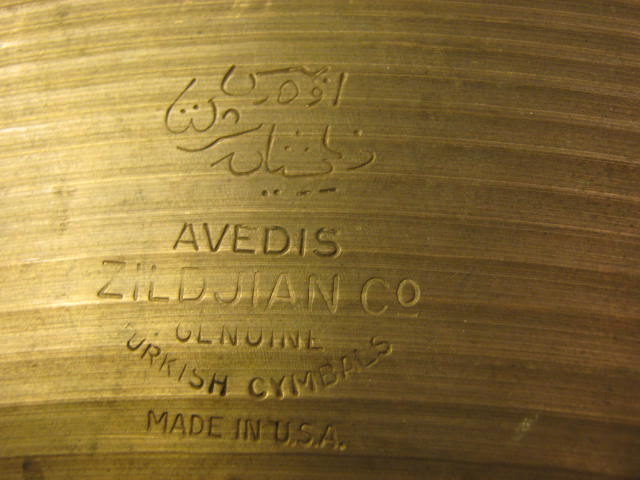 AVEDIS
ZILDJIAN CO
GENUINE
TURKISH CYMBALS
MADE IN U.S.A.